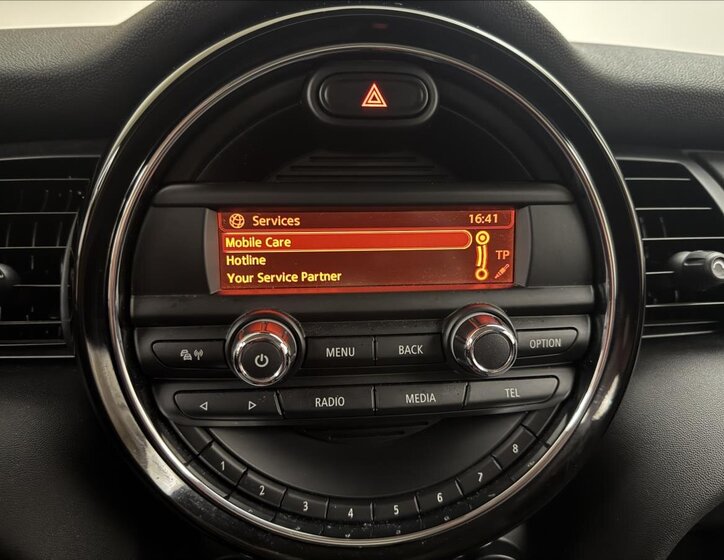 Services 16:41
Mobile Care
Hotline
TP
Your Service Partner
MENU BACK OPTION
RADIO MEDIA TEL
1 2 3 4 5 6 7 8